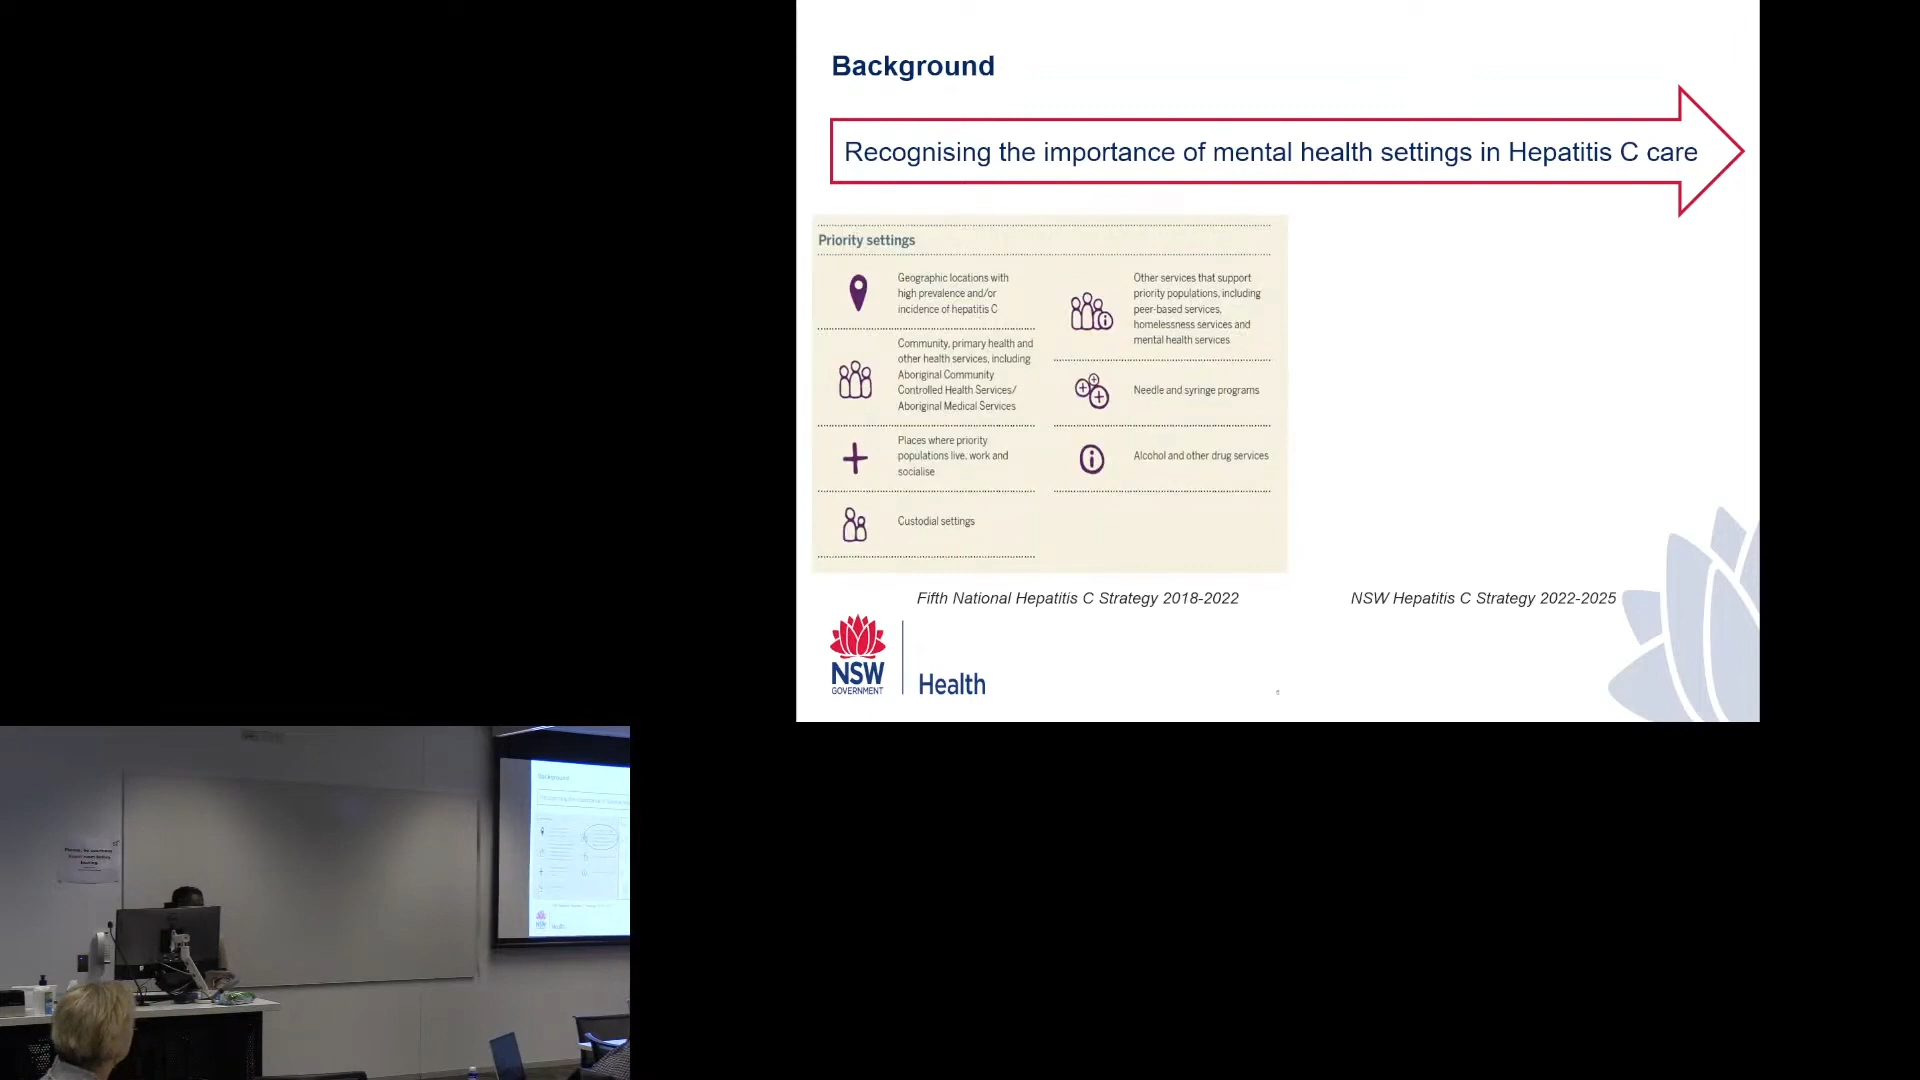 Background
Recognising the importance of mental health settings in Hepatitis C care
Priority settings
Geographic locations with
high prevalence and/or
incidence of hepatitis C
Community, primary health and
other health services, including
Aboriginal Community
Controlled Health Services/
Aboriginal Medical Services
Places where priority
populations live, work and
socialise
Custodial settings
Other services that support
priority populations, including
peer-based services,
homelessness services and
mental health services
Needle and syringe programs
Alcohol and other drug services
Fifth National Hepatitis C Strategy 2018-2022
NSW Hepatitis C Strategy 2022-2025
NSW
GOVERNMENT
Health
Background
NSW
Health